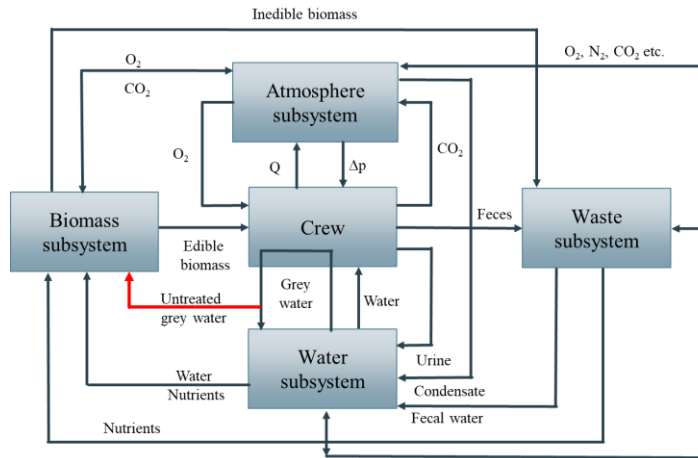 Inedible biomass
O₂
CO₂
O₂, N₂, CO₂ etc.
Atmosphere
subsystem
O₂
CO₂
Q
Δp
Biomass
subsystem
Crew
Feces
Waste
subsystem
Edible
biomass
Grey
water
Water
Untreated
grey water
Urine
Water
subsystem
Water
Nutrients
Condensate
Fecal water
Nutrients